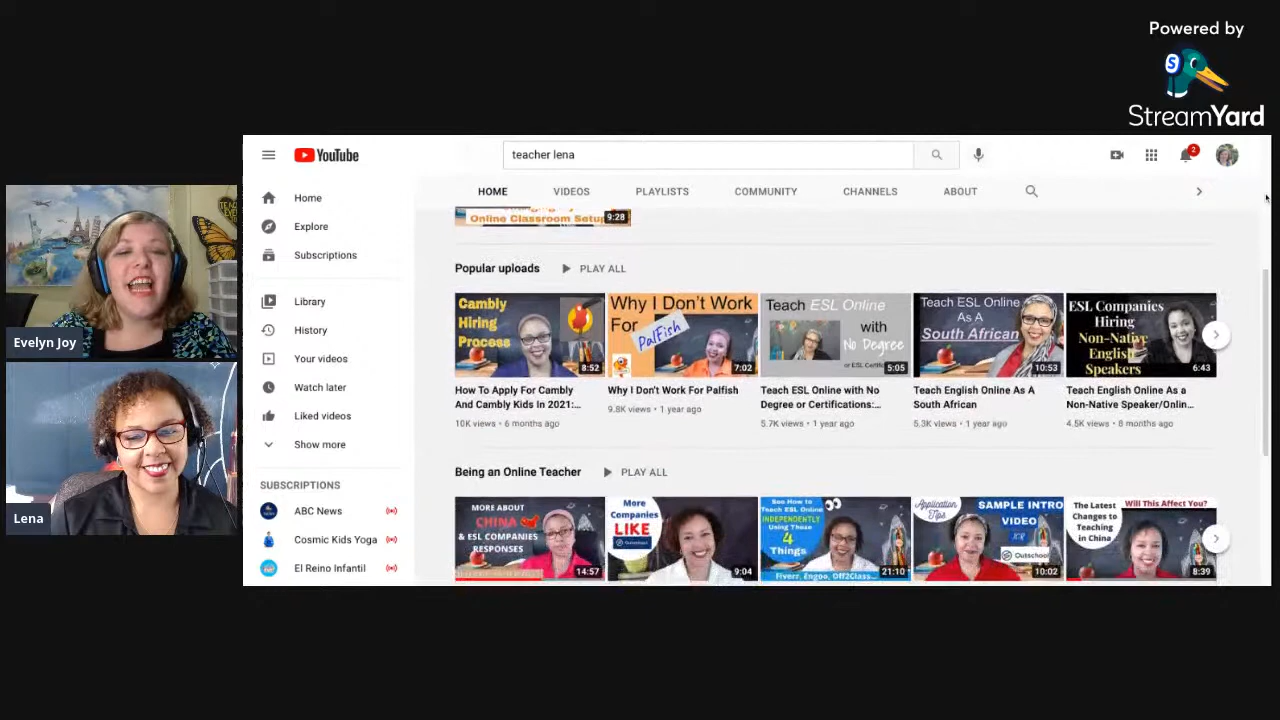 Powered by
StreamYard
YouTube
teacher lena
2
HOME
VIDEOS
PLAYLISTS
COMMUNITY
CHANNELS
ABOUT
Home
Explore
Subscriptions
Library
History
Your videos
Watch later
Liked videos
Show more
SUBSCRIPTIONS
ABC News
Cosmic Kids Yoga
El Reino Infantil
Online Classroom Setup
9:28
Popular uploads
PLAY ALL
Cambly
Hiring
Process
8:52
How To Apply For Cambly
And Cambly Kids In 2021:...
10K views • 6 months ago
Why I Don't Work
For
PalFish
7:02
Why I Don't Work For Palfish
9.8K views • 1 year ago
Teach ESL Online
with
No
Degree
or ESL Certific
5:05
Teach ESL Online with No
Degree or Certifications:...
5.7K views • 1 year ago
Teach ESL Online
As A
South African
10:53
Teach English Online As A
South African
5.3K views • 1 year ago
ESL Companies
Hiring
Non-Native
English
Speakers
6:43
Teach English Online As a
Non-Native Speaker/Onlin...
4.5K views • 8 months ago
Being an Online Teacher
PLAY ALL
MORE ABOUT
CHINA
& ESL COMPANIES
RESPONSES
14:57
More
Companies
LIKE
Outschool
9:04
See How To
Teach ESL Online
INDEPENDENTLY
Using These
4
Things
Fiverr, Engoo, Off2Class...
21:10
Application
Tips
SAMPLE INTRO
VIDEO
FOR
Outschool
10:02
The Latest
Changes to
Teaching
in China
Will This Affect You?
8:39
Evelyn Joy
Lena